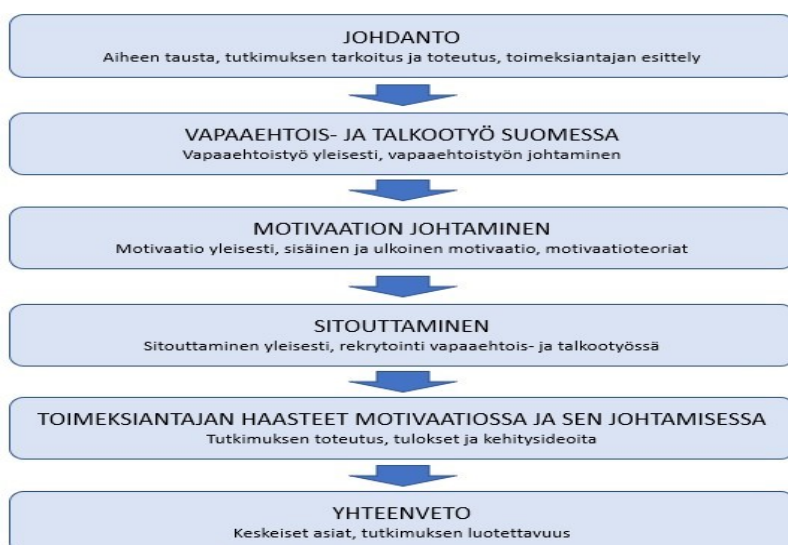 JOHDANTO
Aiheen tausta, tutkimuksen tarkoitus ja toteutus, toimeksiantajan esittely
VAPAAEHTOIS- JA TALKOOTYÖ SUOMESSA
Vapaaehtoistyö yleisesti, vapaaehtoistyön johtaminen
MOTIVAATION JOHTAMINEN
Motivaatio yleisesti, sisäinen ja ulkoinen motivaatio, motivaatioteoriat
SITOUTTAMINEN
Sitouttaminen yleisesti, rekrytointi vapaaehtois- ja talkootyössä
TOIMEKSIANTAJAN HAASTEET MOTIVAATIOSSA JA SEN JOHTAMISESSA
Tutkimuksen toteutus, tulokset ja kehitysideoita
YHTEENVETO
Keskeiset asiat, tutkimuksen luotettavuus